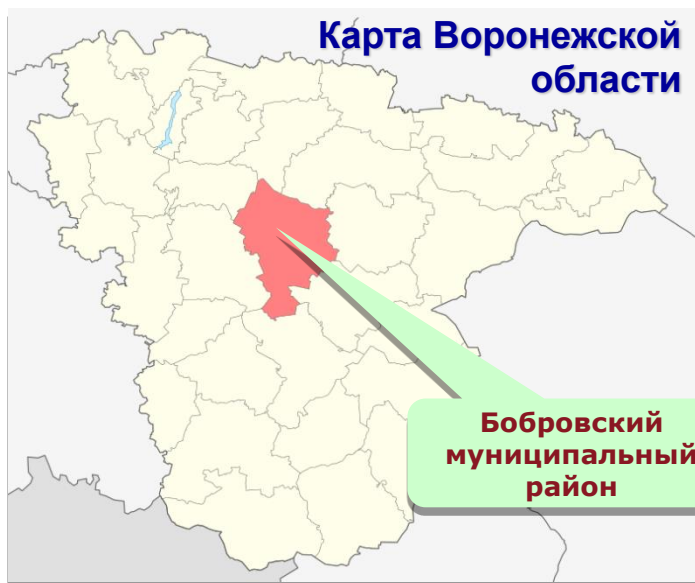 Карта Воронежской
области
Бобровский
муниципальный
район